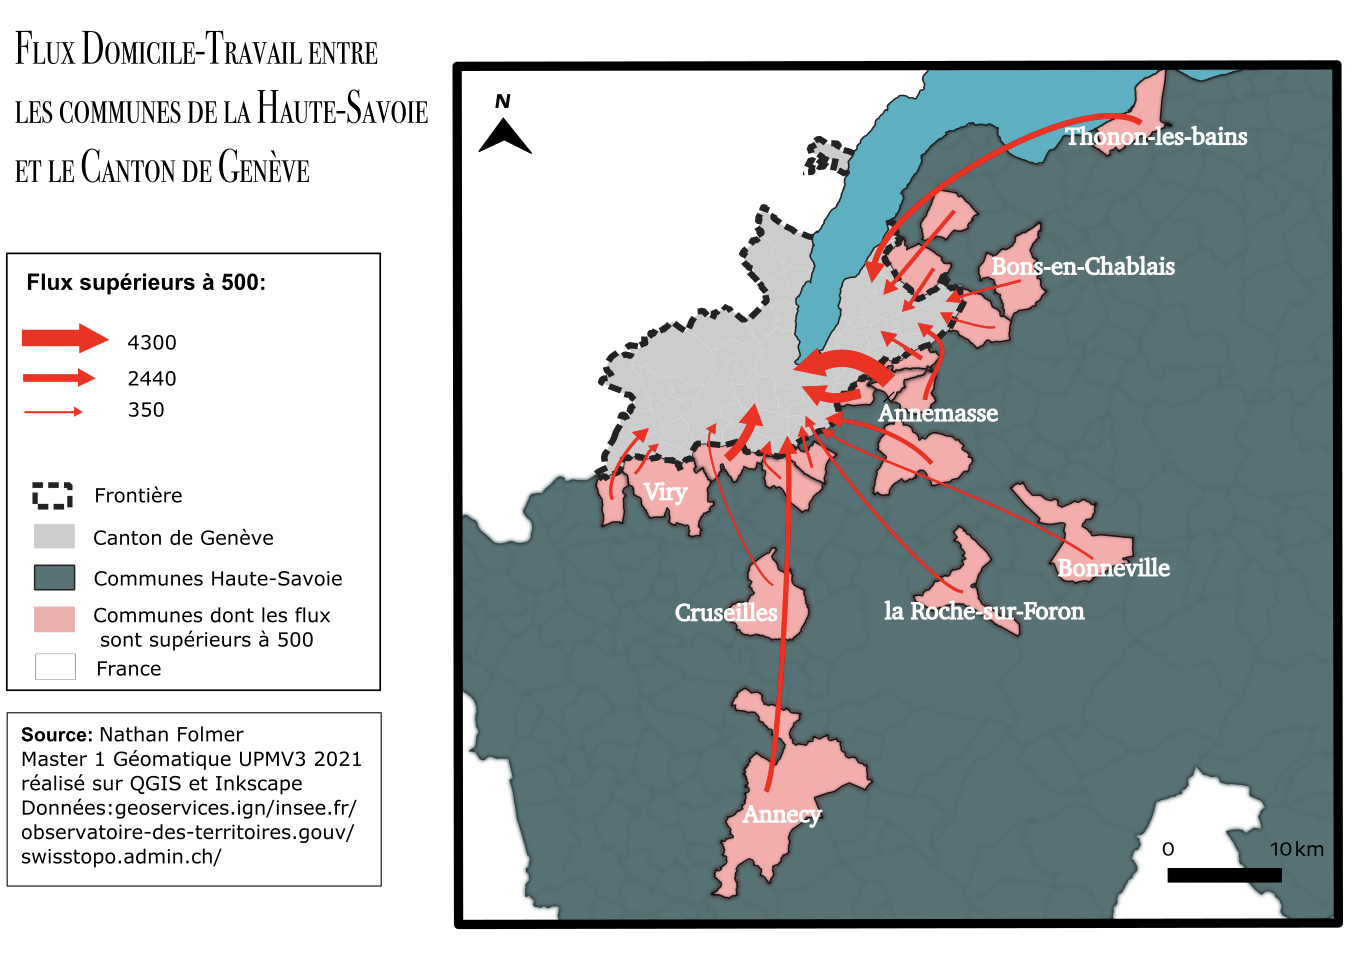 Flux Domicile-Travail entre
les communes de la Haute-Savoie
et le Canton de Genève
Flux supérieurs à 500:
4300
2440
350
Frontière
Canton de Genève
Communes Haute-Savoie
Communes dont les flux
sont supérieurs à 500
France
Source: Nathan Folmer
Master 1 Géomatique UPMV3 2021
réalisé sur QGIS et Inkscape
Données:geoservices.ign/insee.fr/
observatoire-des-territoires.gouv/
swisstopo.admin.ch/
N
Thonon-les-bains
Bons-en-Chablais
Annemasse
Viry
Bonneville
Cruseilles
la Roche-sur-Foron
Annecy
0 10 km